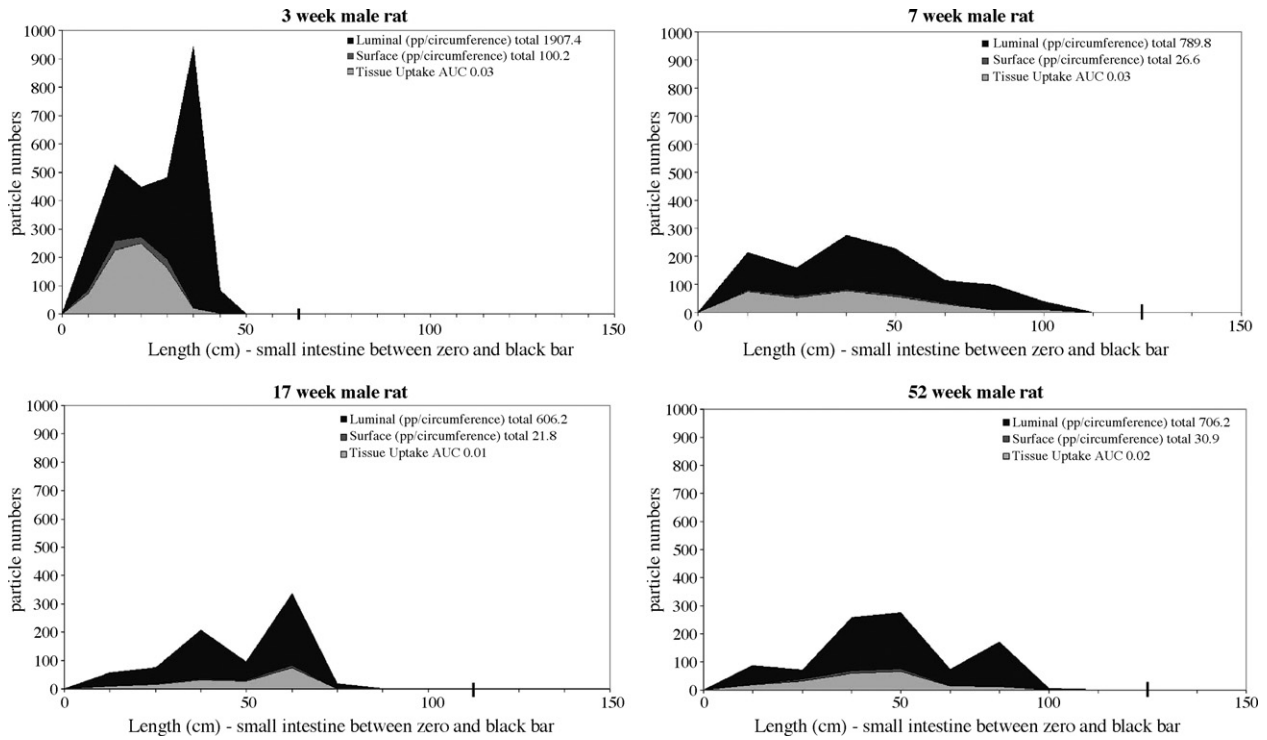 3 week male rat
1000
900
800
700
600
500
400
300
200
100
0
particle numbers
Luminal (pp/circumference) total 1907.4
Surface (pp/circumference) total 100.2
Tissue Uptake AUC 0.03
0 50 100 150
Length (cm) - small intestine between zero and black bar
7 week male rat
1000
900
800
700
600
500
400
300
200
100
0
particle numbers
Luminal (pp/circumference) total 789.8
Surface (pp/circumference) total 26.6
Tissue Uptake AUC 0.03
0 50 100 150
Length (cm) - small intestine between zero and black bar
17 week male rat
1000
900
800
700
600
500
400
300
200
100
0
particle numbers
Luminal (pp/circumference) total 606.2
Surface (pp/circumference) total 21.8
Tissue Uptake AUC 0.01
0 50 100 150
Length (cm) - small intestine between zero and black bar
52 week male rat
1000
900
800
700
600
500
400
300
200
100
0
particle numbers
Luminal (pp/circumference) total 706.2
Surface (pp/circumference) total 30.9
Tissue Uptake AUC 0.02
0 50 100 150
Length (cm) - small intestine between zero and black bar